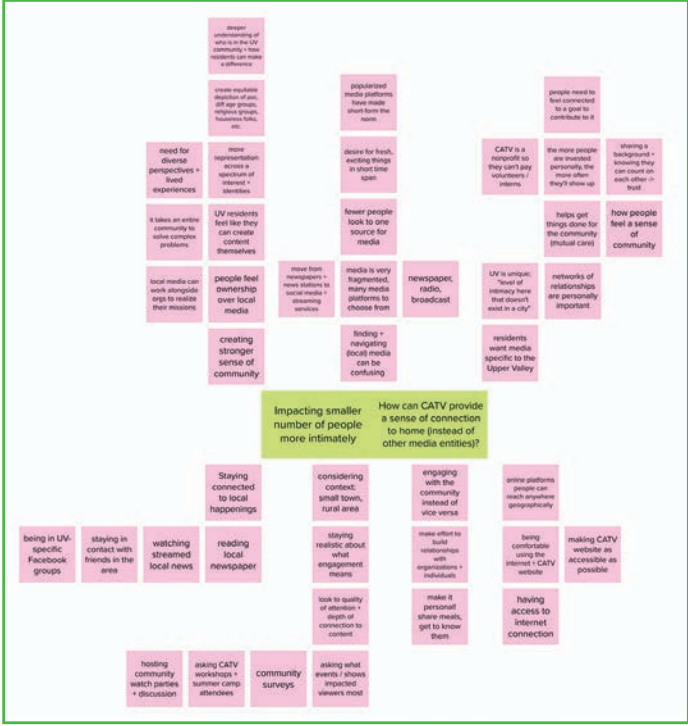 deeper
understanding of
who is in the UV
community + how
residents can make
a difference
create equitable
depiction of poc,
diff age groups,
religious groups,
houseless folks,
etc.
need for
diverse
perspectives +
lived
experiences
more
representation
across a
spectrum of
interest +
identities
it takes an entire
community to
solve complex
problems
UV residents
feel like they
can create
content
themselves
local media can
work alongside
orgs to realize
their missions
people feel
ownership
over local
media
creating
stronger
sense of
community
popularized
media platforms
have made
short-form the
norm
desire for fresh,
exciting things
in short time
span
fewer people
look to one
source for
media
move from
newspapers +
news stations to
social media +
streaming
services
media is very
fragmented,
many media
platforms to
choose from
newspaper,
radio,
broadcast
finding +
navigating
(local) media
can be
confusing
people need to
feel connected
to a goal to
contribute to it
CATV is a
nonprofit so
they can't pay
volunteers /
interns
the more people
are invested
personally, the
more often
they'll show up
sharing a
background +
knowing they
can count on
each other ->
trust
helps get
things done for
the community
(mutual care)
how people
feel a sense
of
community
UV is unique;
"level of
intimacy here
that doesn't
exist in a city"
networks of
relationships
are personally
important
residents
want media
specific to the
Upper Valley
Impacting smaller
number of people
more intimately
How can CATV provide
a sense of connection
to home (instead of
other media entities)?
Staying
connected
to local
happenings
being in UV-
specific
Facebook
groups
staying in
contact with
friends in the
area
watching
streamed
local news
reading
local
newspaper
considering
context;
small town,
rural area
staying
realistic about
what
engagement
means
look to quality
of attention +
depth of
connection to
content
hosting
community
watch parties
+ discussion
asking CATV
workshops +
summer camp
attendees
community
surveys
asking what
events / shows
impacted
viewers most
engaging
with the
community
instead of
vice versa
make effort to
build
relationships
with
organizations +
individuals
make it
personal!
share meals,
get to know
them
online platforms
people can
reach anywhere
geographically
being
comfortable
using the
internet + CATV
website
making CATV
website as
accessible as
possible
having
access to
internet
connection